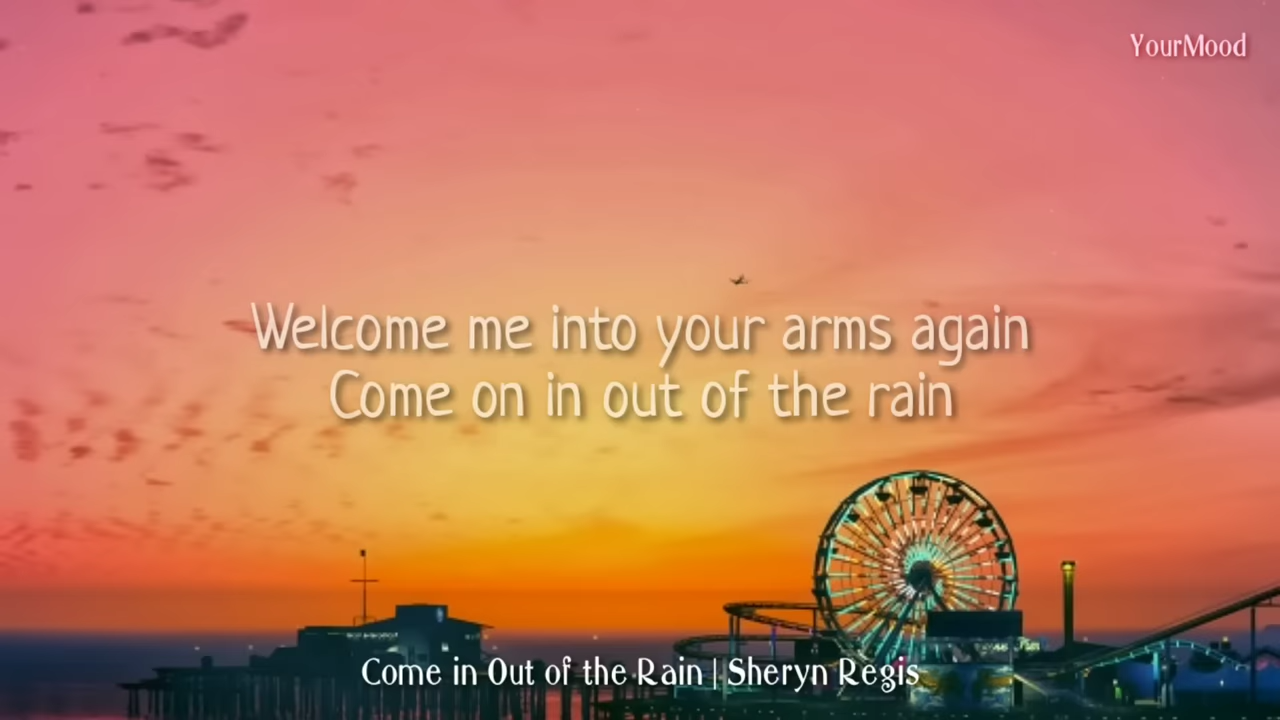 YourMood
Welcome me into your arms again
Come on in out of the rain
Come in Out of the Rain | Sheryn Regis